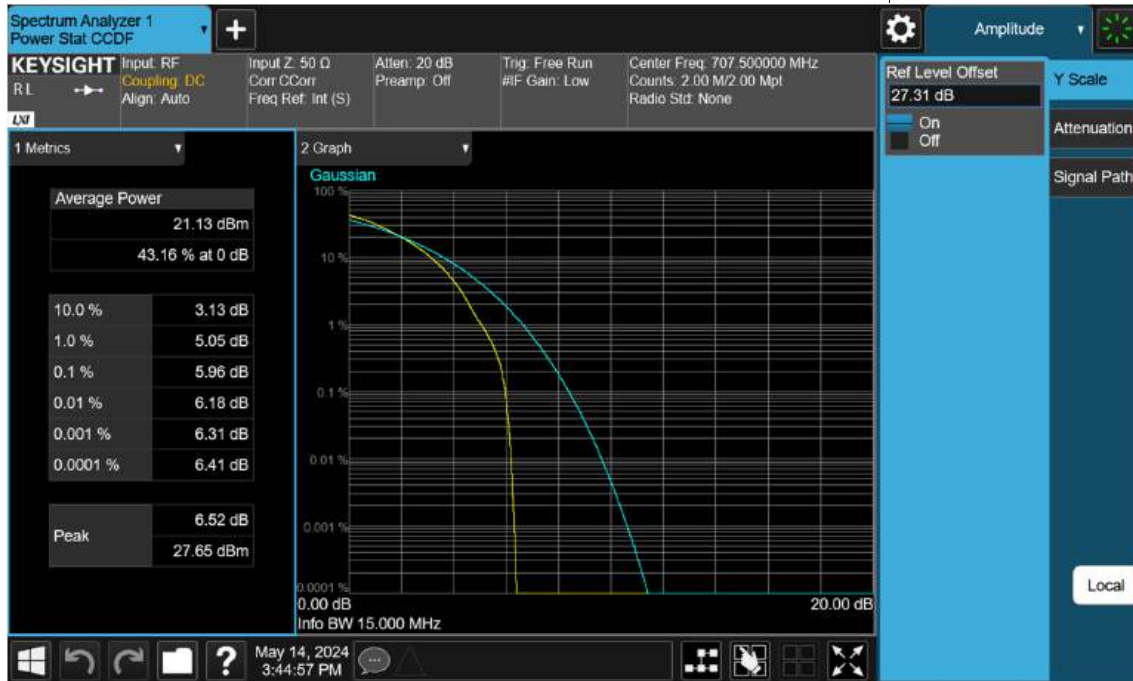 Spectrum Analyzer 1
Power Stat CCDF
Amplitude
KEYSIGHT
R L
LXI
Input: RF
Coupling: DC
Align: Auto
Input Z: 50 Ω
Corr CCorr
Freq Ref: Int (S)
Atten: 20 dB
Preamp: Off
Trig: Free Run
#IF Gain: Low
Center Freq: 707.500000 MHz
Counts: 2.00 M/2.00 Mpt
Radio Std: None
Ref Level Offset
27.31 dB
On
Off
Y Scale
Attenuation
Signal Path
Local
1 Metrics
Average Power
21.13 dBm
43.16 % at 0 dB
10.0 % 3.13 dB
1.0 % 5.05 dB
0.1 % 5.96 dB
0.01 % 6.18 dB
0.001 % 6.31 dB
0.0001 % 6.41 dB
Peak
6.52 dB
27.65 dBm
2 Graph
Gaussian
100 %
10 %
1 %
0.1 %
0.01 %
0.001 %
0.0001 %
0.00 dB 20.00 dB
Info BW 15.000 MHz
?
May 14, 2024
3:44:57 PM